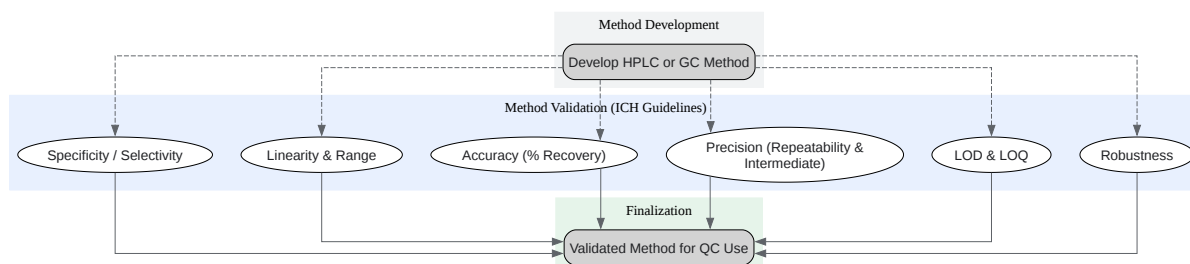 Method Development
Develop HPLC or GC Method
Method Validation (ICH Guidelines)
Specificity / Selectivity
Linearity & Range
Accuracy (% Recovery)
Precision (Repeatability &
Intermediate)
LOD & LOQ
Robustness
Finalization
Validated Method for QC Use